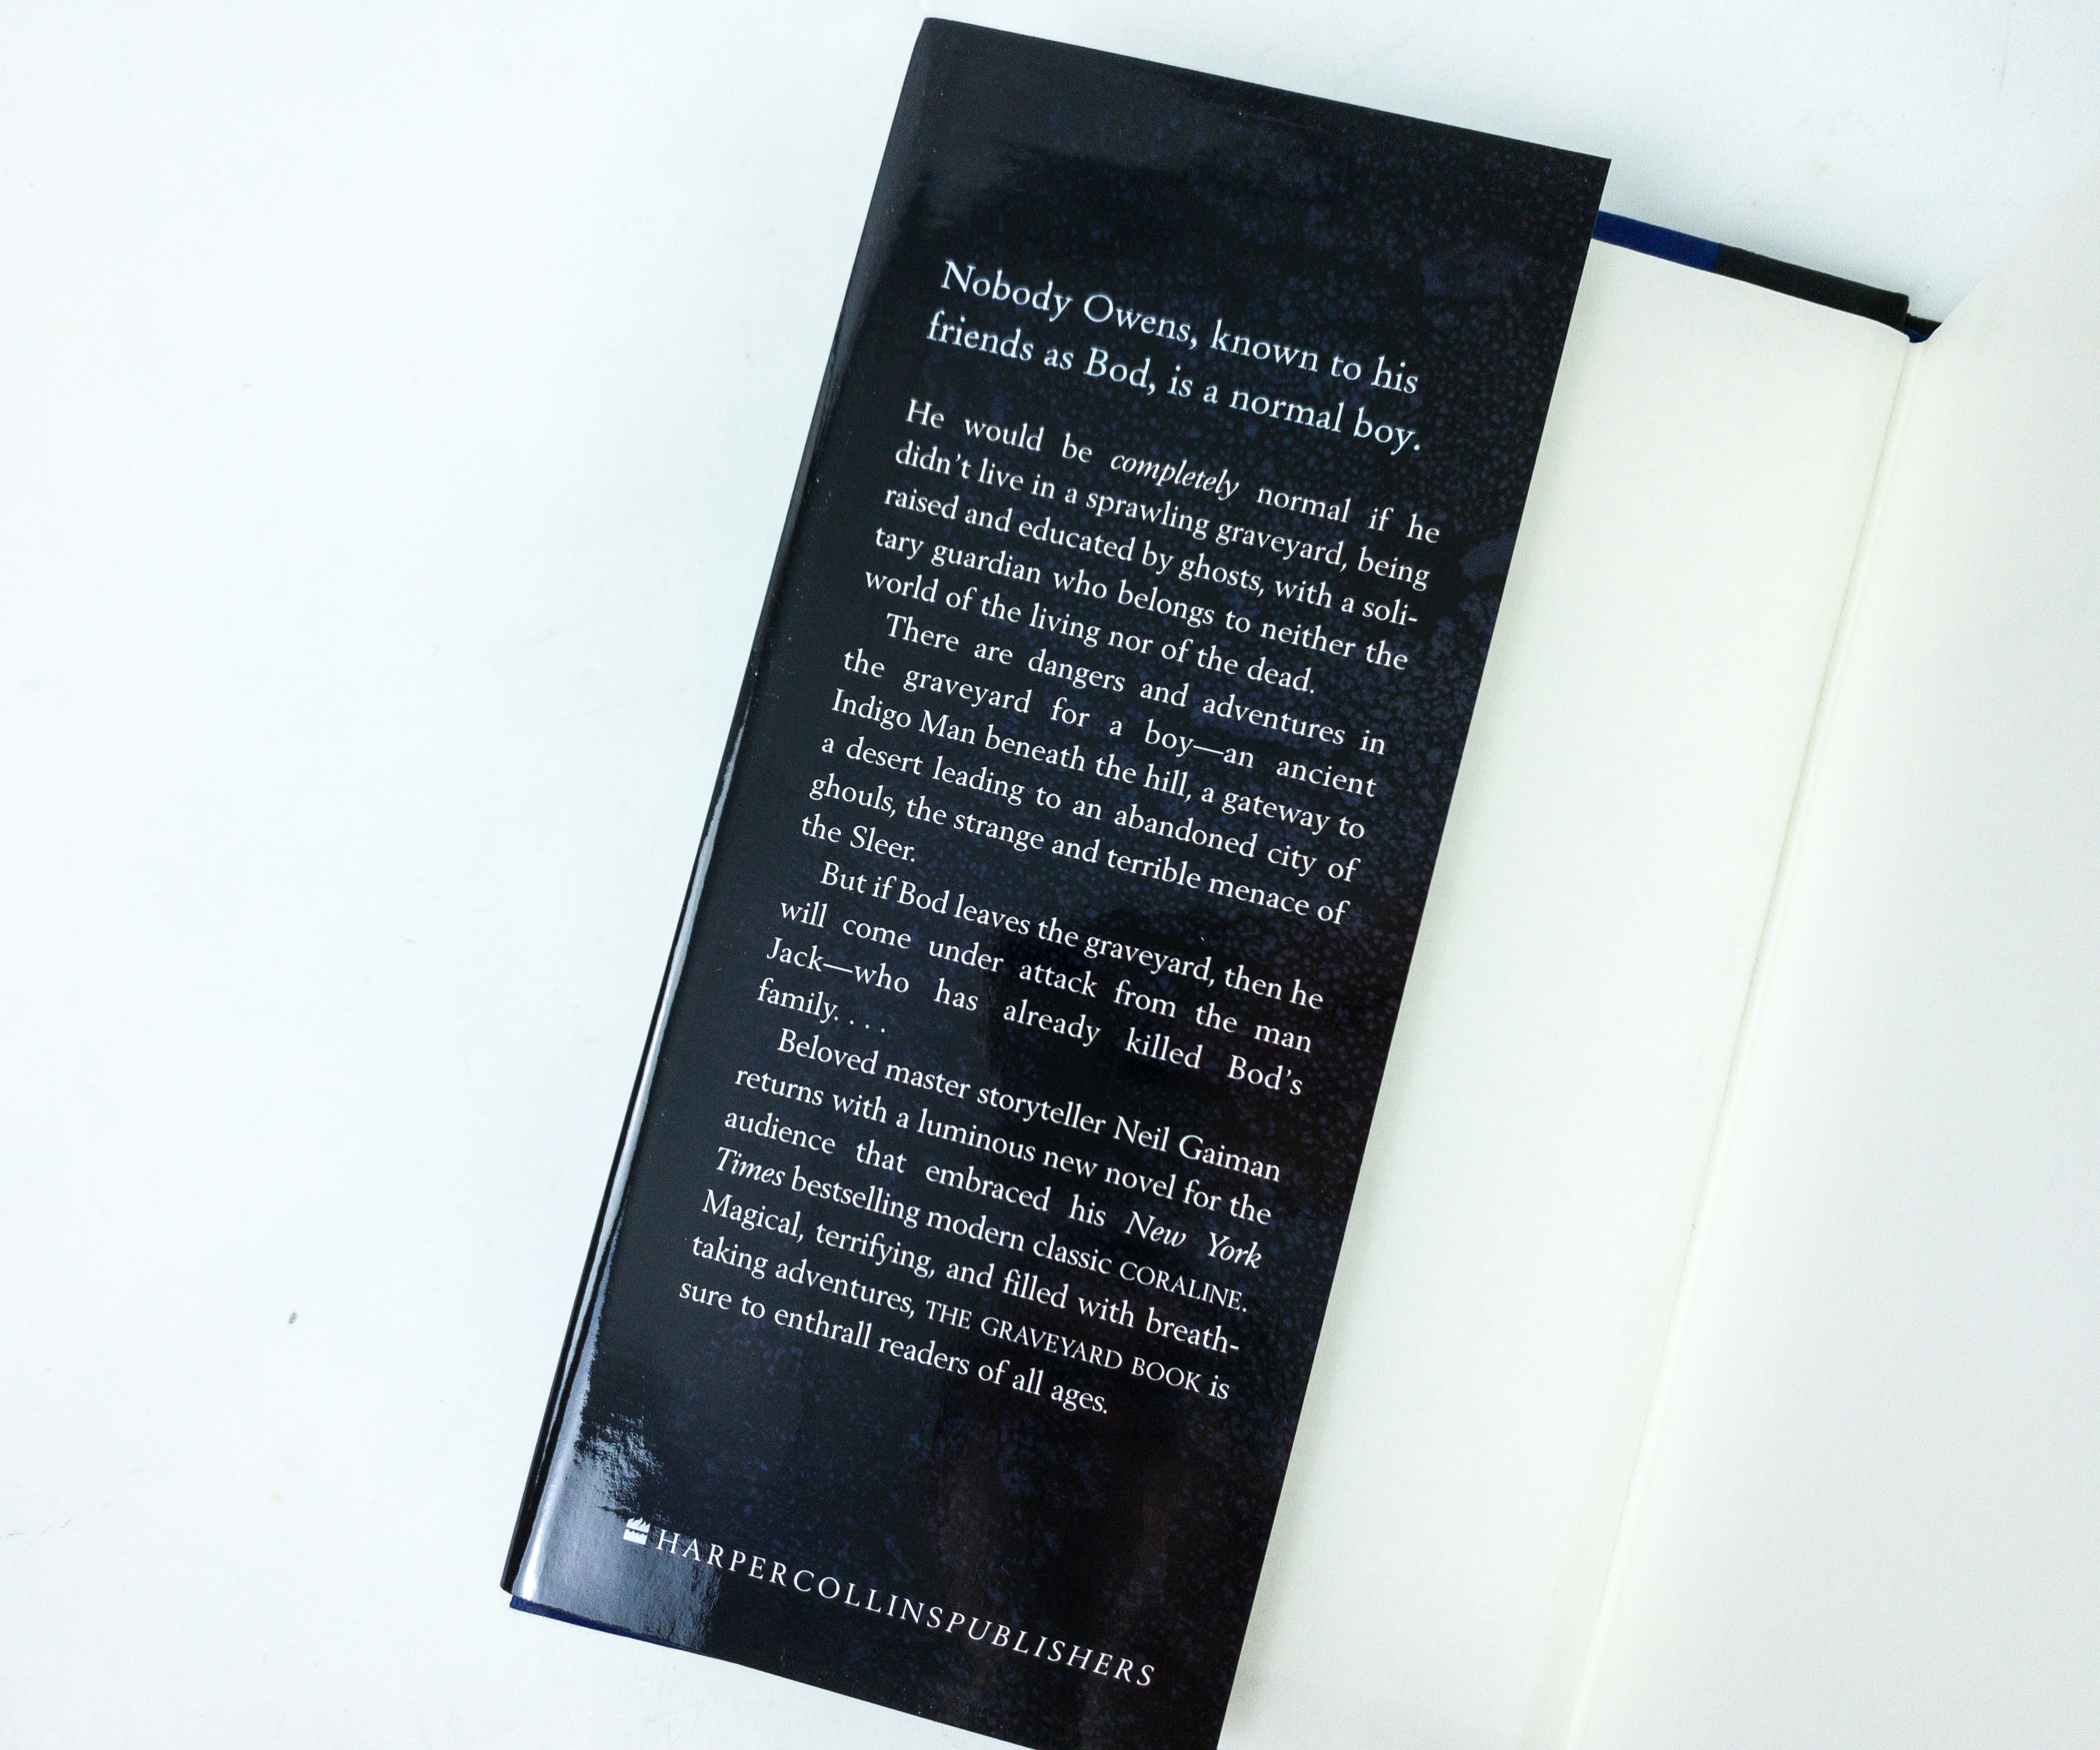 Nobody Owens, known to his
friends as Bod, is a normal boy.
He would be completely normal if he
didn't live in a sprawling graveyard, being
raised and educated by ghosts, with a soli-
tary guardian who belongs to neither the
world of the living nor of the dead.
There are dangers and adventures in
the graveyard for a boy—an ancient
Indigo Man beneath the hill, a gateway to
a desert leading to an abandoned city of
ghouls, the strange and terrible menace of
the Sleer.
But if Bod leaves the graveyard, then he
will come under attack from the man
Jack—who has already killed Bod's
family. . . .
Beloved master storyteller Neil Gaiman
returns with a luminous new novel for the
audience that embraced his New York
Times bestselling modern classic CORALINE.
Magical, terrifying, and filled with breath-
taking adventures, THE GRAVEYARD BOOK is
sure to enthrall readers of all ages.
HARPERCOLLINSPUBLISHERS